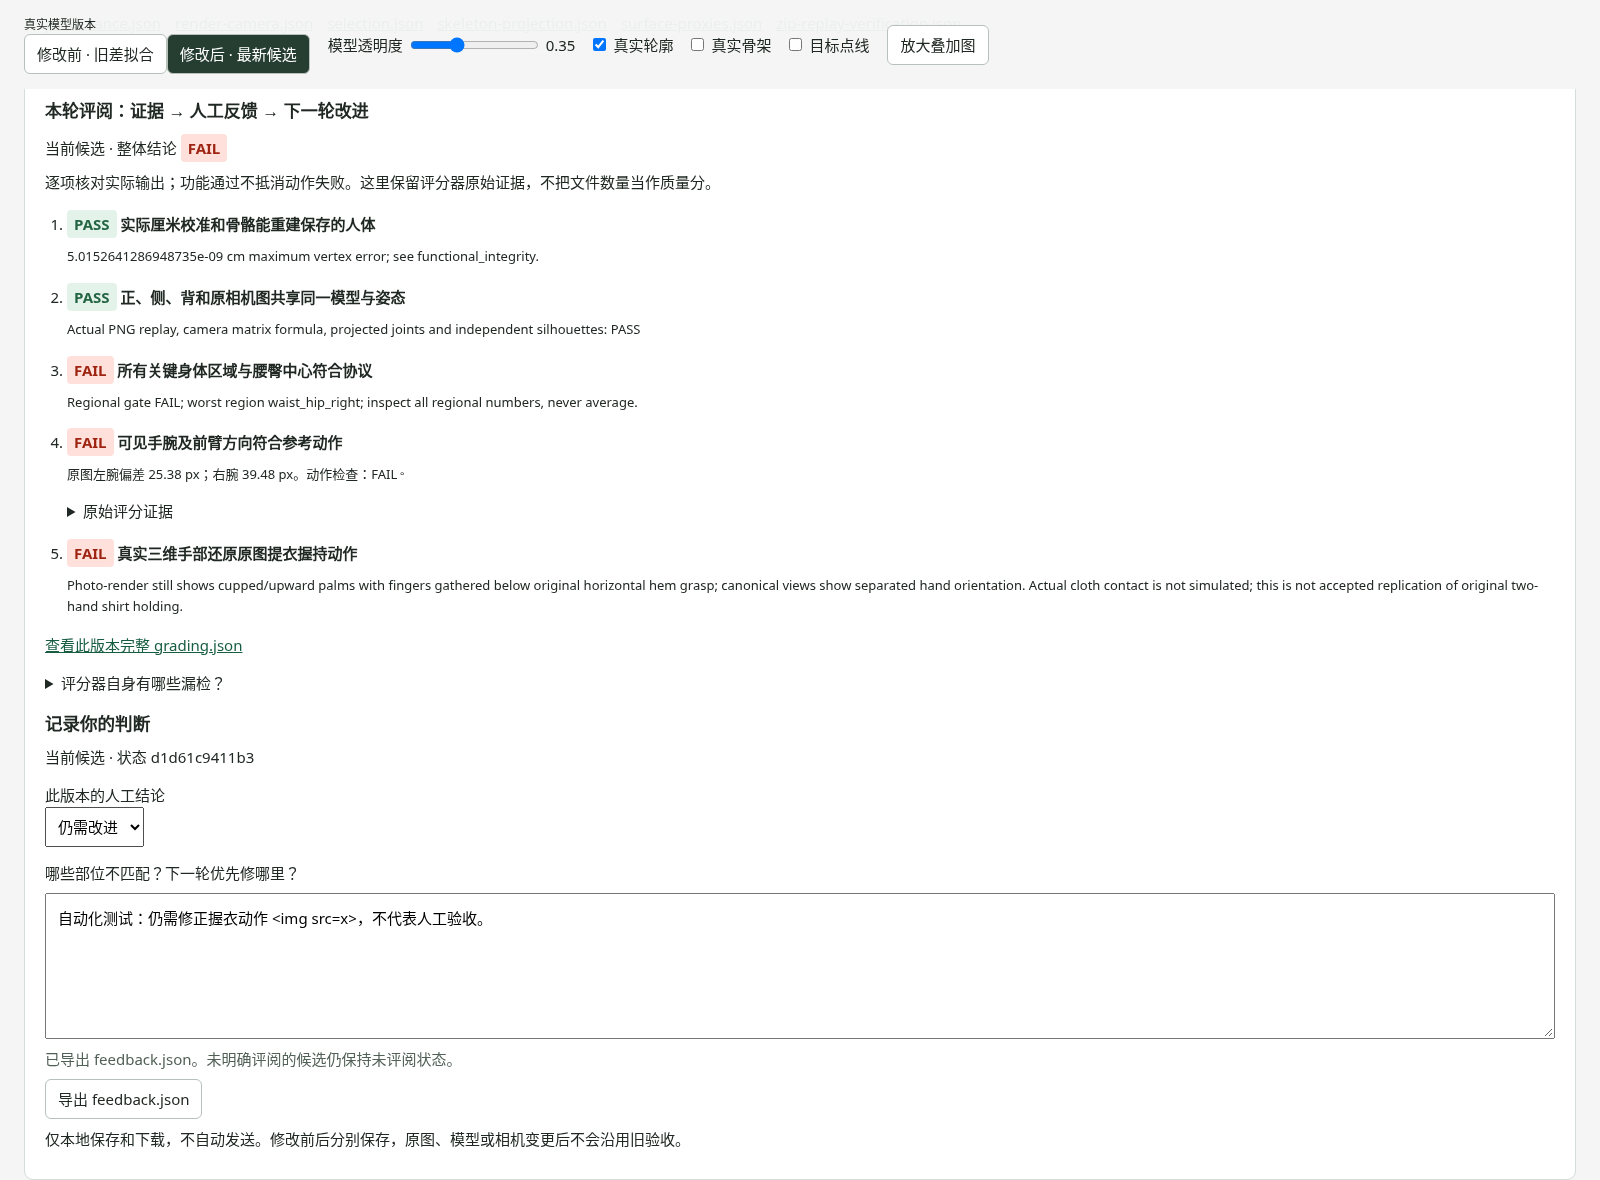 真实模型版本
修改前 · 旧差拟合 修改后 · 最新候选 模型透明度 0.35 真实轮廓 真实骨架 目标点线 放大叠加图
本轮评阅：证据 → 人工反馈 → 下一轮改进
当前候选 · 整体结论 FAIL
逐项核对实际输出；功能通过不抵消动作失败。这里保留评分器原始证据，不把文件数量当作质量分。
1. PASS 实际厘米校准和骨骼能重建保存的人体
5.0152641286948735e-09 cm maximum vertex error; see functional_integrity.
2. PASS 正、侧、背和原相机图共享同一模型与姿态
Actual PNG replay, camera matrix formula, projected joints and independent silhouettes: PASS
3. FAIL 所有关键身体区域与腰臀中心符合协议
Regional gate FAIL; worst region waist_hip_right; inspect all regional numbers, never average.
4. FAIL 可见手腕及前臂方向符合参考动作
原图左腕偏差 25.38 px；右腕 39.48 px。动作检查：FAIL。
▶ 原始评分证据
5. FAIL 真实三维手部还原原图提衣握持动作
Photo-render still shows cupped/upward palms with fingers gathered below original horizontal hem grasp; canonical views show separated hand orientation. Actual cloth contact is not simulated; this is not accepted replication of original two-
hand shirt holding.
查看此版本完整 grading.json
▶ 评分器自身有哪些漏检？
记录你的判断
当前候选 · 状态 d1d61c9411b3
此版本的人工结论
仍需改进
哪些部位不匹配？下一轮优先修哪里？
自动化测试：仍需修正握衣动作 <img src=x>，不代表人工验收。
已导出 feedback.json。未明确评阅的候选仍保持未评阅状态。
导出 feedback.json
仅本地保存和下载，不自动发送。修改前后分别保存，原图、模型或相机变更后不会沿用旧验收。